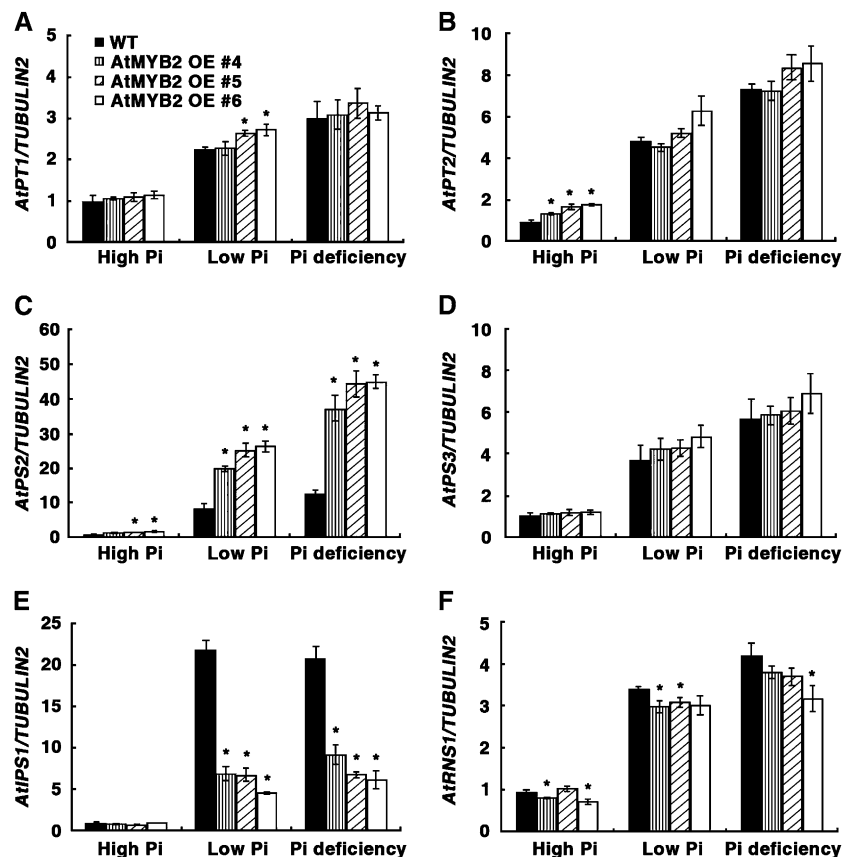 A
AtPT1/TUBULIN2
5
4
3
2
1
0
WT
AtMYB2 OE #4
AtMYB2 OE #5
AtMYB2 OE #6
* *
High Pi Low Pi Pi deficiency
B
AtPT2/TUBULIN2
10
8
6
4
2
0
* * *
High Pi Low Pi Pi deficiency
C
AtPS2/TUBULIN2
60
50
40
30
20
10
0
* * * * * * * *
High Pi Low Pi Pi deficiency
D
AtPS3/TUBULIN2
10
8
6
4
2
0
High Pi Low Pi Pi deficiency
E
AtIPS1/TUBULIN2
25
20
15
10
5
0
* * * * * *
High Pi Low Pi Pi deficiency
F
AtRNS1/TUBULIN2
5
4
3
2
1
0
* * * * *
High Pi Low Pi Pi deficiency